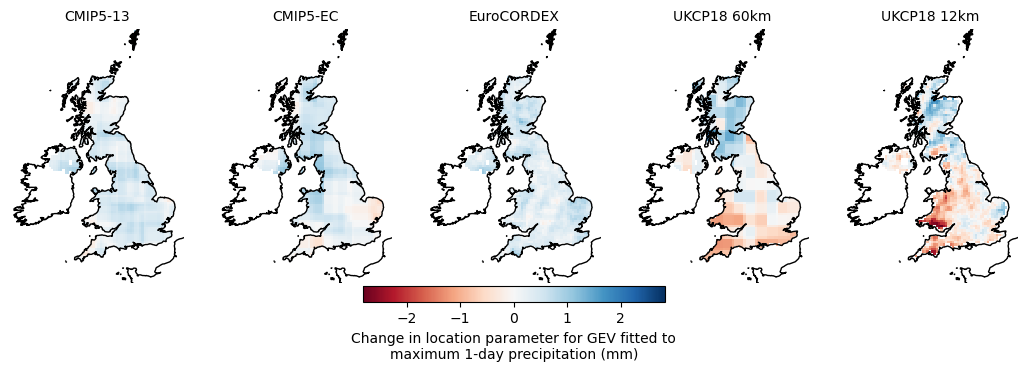 CMIP5-13 CMIP5-EC EuroCORDEX UKCP18 60km UKCP18 12km
−2 −1 0 1 2
Change in location parameter for GEV fitted to
maximum 1-day precipitation (mm)